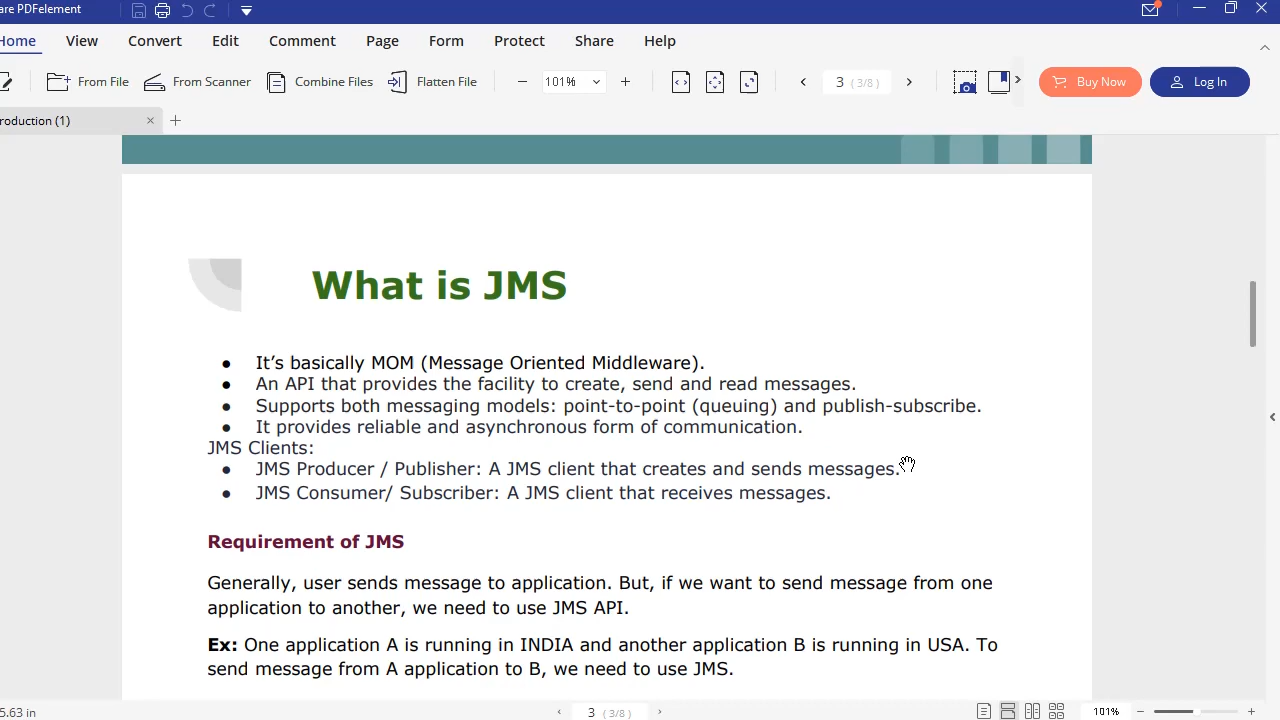 are PDFelement
Home View Convert Edit Comment Page Form Protect Share Help
From File From Scanner Combine Files Flatten File 101% 3 (3/8) Buy Now Log In
roduction (1)
What is JMS
● It’s basically MOM (Message Oriented Middleware).
● An API that provides the facility to create, send and read messages.
● Supports both messaging models: point-to-point (queuing) and publish-subscribe.
● It provides reliable and asynchronous form of communication.
JMS Clients:
● JMS Producer / Publisher: A JMS client that creates and sends messages.
● JMS Consumer/ Subscriber: A JMS client that receives messages.
Requirement of JMS
Generally, user sends message to application. But, if we want to send message from one
application to another, we need to use JMS API.
Ex: One application A is running in INDIA and another application B is running in USA. To
send message from A application to B, we need to use JMS.
5.63 in 3 (3/8) 101%